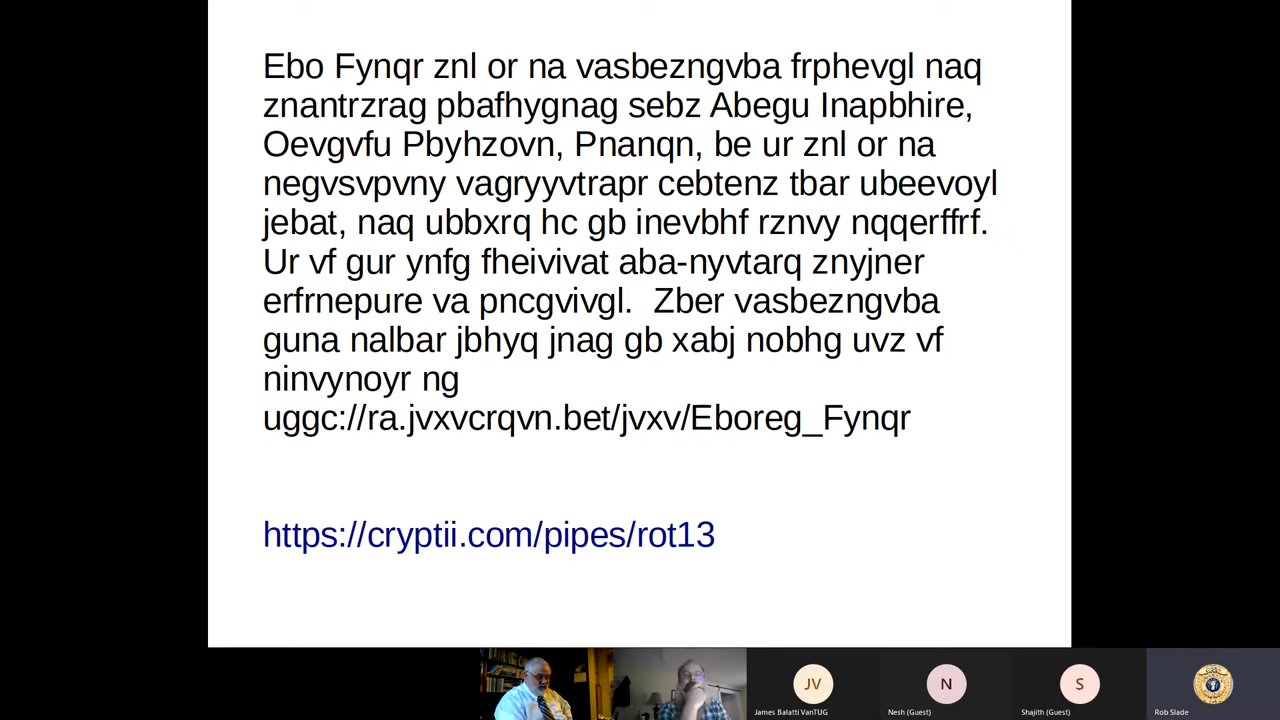 Ebo Fynqr znl or na vasbezngvba frphevgl naq
znantrzrag pbafhygnag sebz Abegu Inapbhire,
Oevgvfu Pbyhzovn, Pnanqn, be ur znl or na
negvsvpvny vagryyvtrapr cebtenz tbar ubeevoyl
jebat, naq ubbxrq hc gb inevbhf rznvy nqqerffrf.
Ur vf gur ynfg fheivivat aba-nyvtarq znyjner
erfrnepure va pncgvivgl.  Zber vasbezngvba
guna nalbar jbhyq jnag gb xabj nobhg uvz vf
ninvynoyr ng
uggc://ra.jvxvcrqvn.bet/jvxv/Eboreg_Fynqr
https://cryptii.com/pipes/rot13
JV
N
S
James Balatti VanTUG
Nesh (Guest)
Shajith (Guest)
Rob Slade